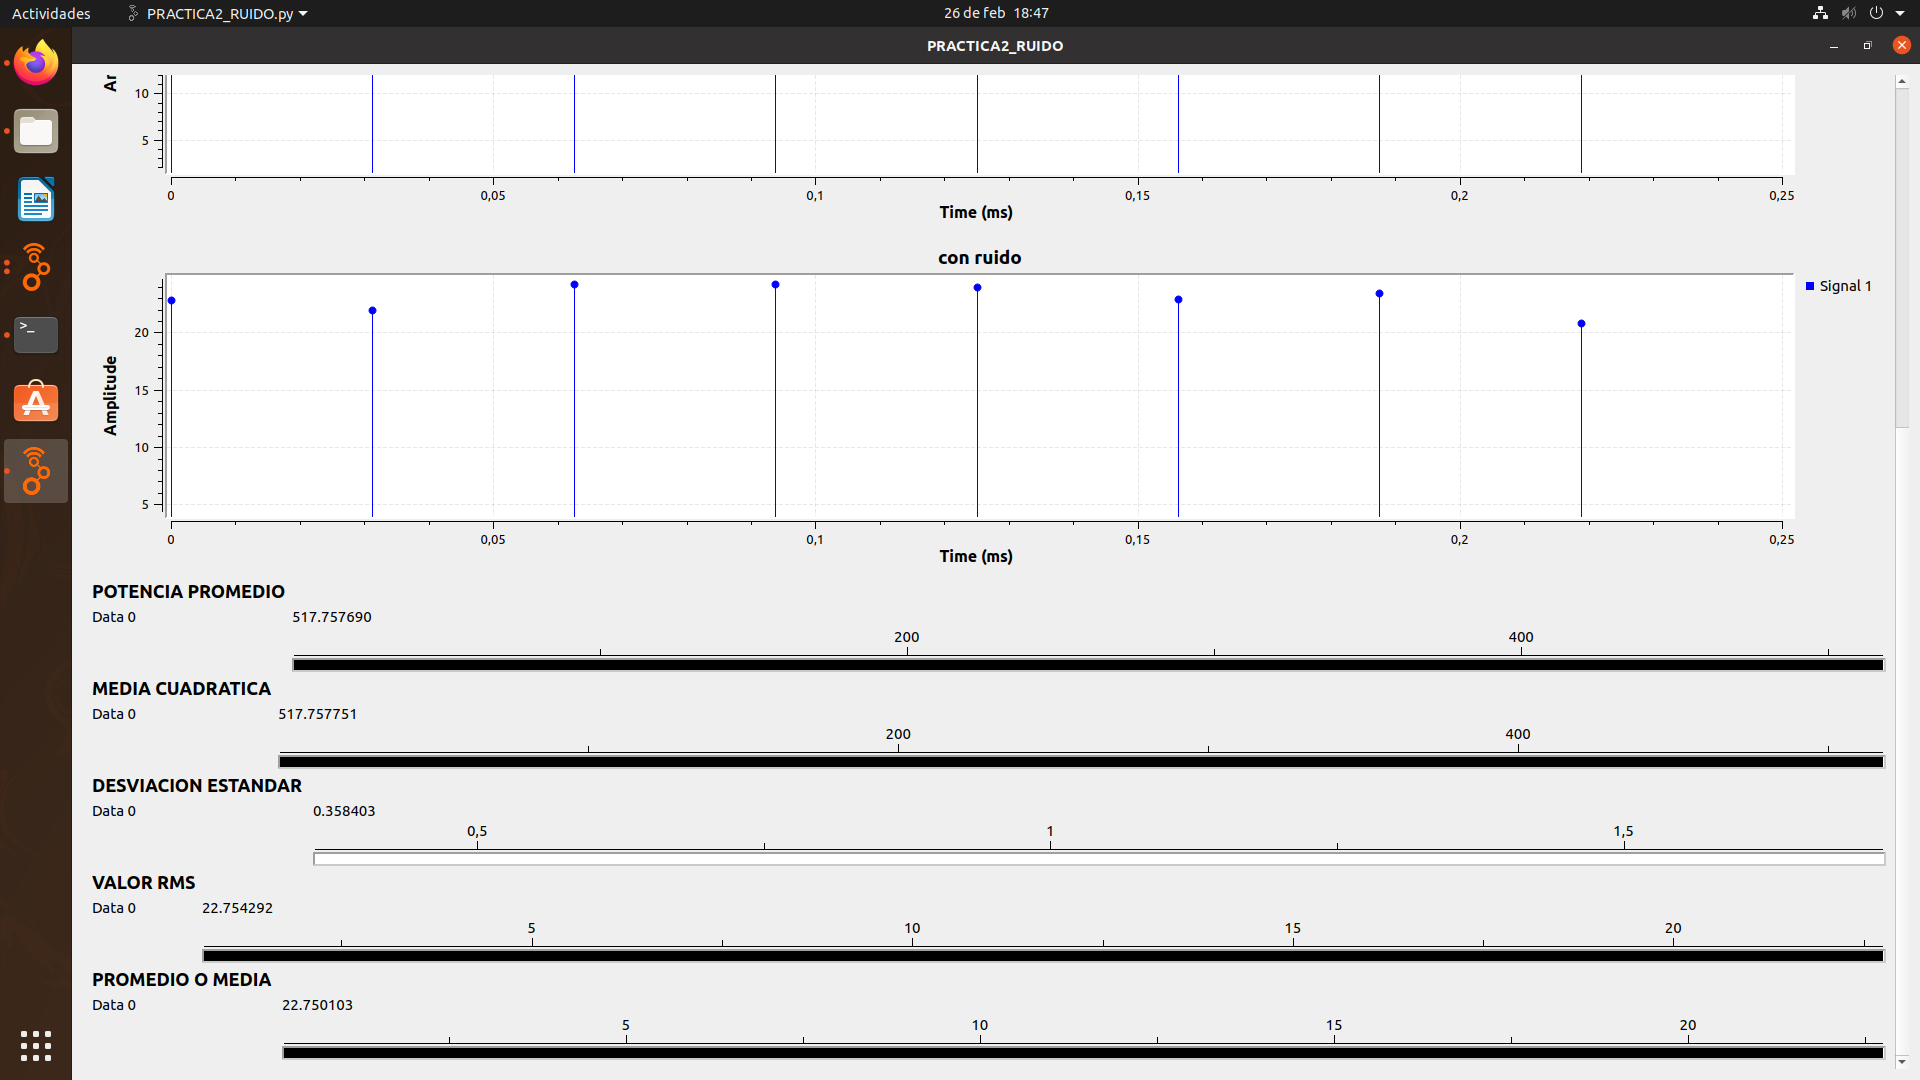 Actividades PRACTICA2_RUIDO.py 26 de feb 18:47
PRACTICA2_RUIDO
10
5
0 0,05 0,1 0,15 0,2 0,25
Time (ms)
con ruido
Signal 1
Amplitude
20
15
10
5
0 0,05 0,1 0,15 0,2 0,25
Time (ms)
POTENCIA PROMEDIO
Data 0 517.757690
200 400
MEDIA CUADRATICA
Data 0 517.757751
200 400
DESVIACION ESTANDAR
Data 0 0.358403
0,5 1 1,5
VALOR RMS
Data 0 22.754292
5 10 15 20
PROMEDIO O MEDIA
Data 0 22.750103
5 10 15 20